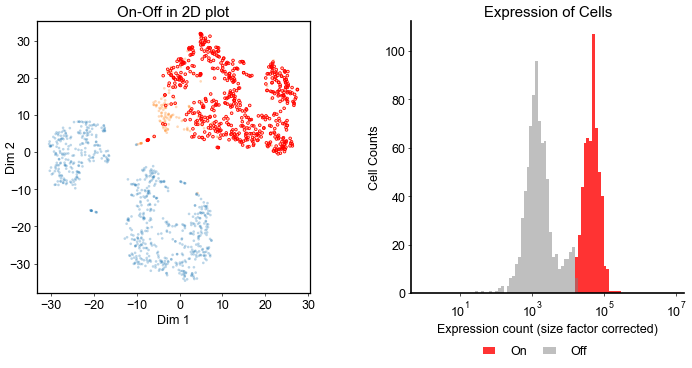 On-Off in 2D plot
30
20
10
0
−10
−20
−30
Dim 2
−30 −20 −10 0 10 20 30
Dim 1
Expression of Cells
100
80
60
40
20
0
Cell Counts
10^1 10^3 10^5 10^7
Expression count (size factor corrected)
On Off